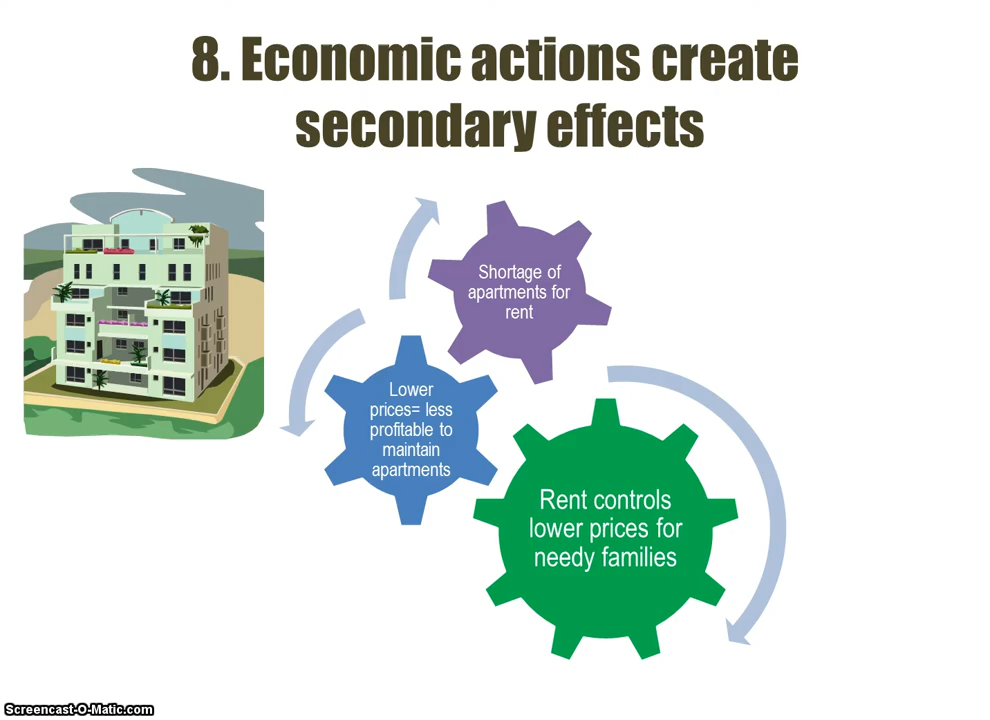 8. Economic actions create
secondary effects
Shortage of
apartments for
rent
Lower
prices= less
profitable to
maintain
apartments
Rent controls
lower prices for
needy families
Screencast-O-Matic.com